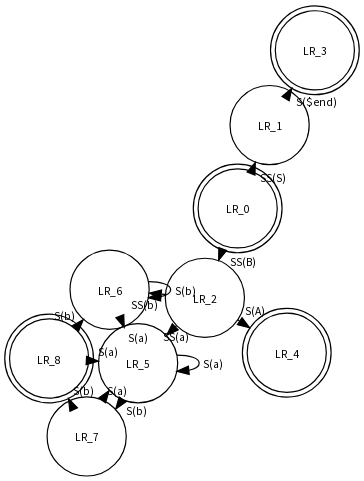 LR_3
S($end)
LR_1
SS(S)
LR_0
SS(B)
LR_6
S(b)
SS(b)
LR_2
S(A)
S(b)
S(a)
SS(a)
LR_4
LR_8
S(a)
LR_5
S(a)
S(b)
S(a)
S(b)
LR_7